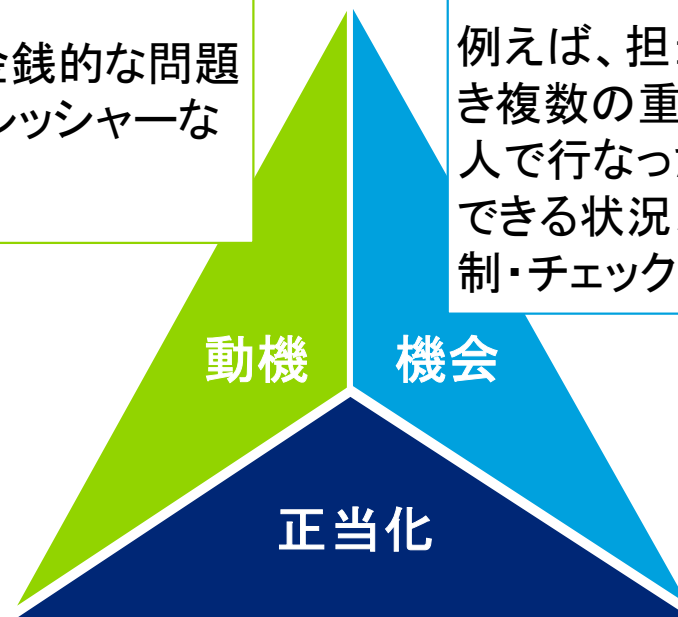 金銭的な問題
レッシャーな
例えば、担
き複数の重
人で行なっ
できる状況
制・チェック
動機
機会
正当化